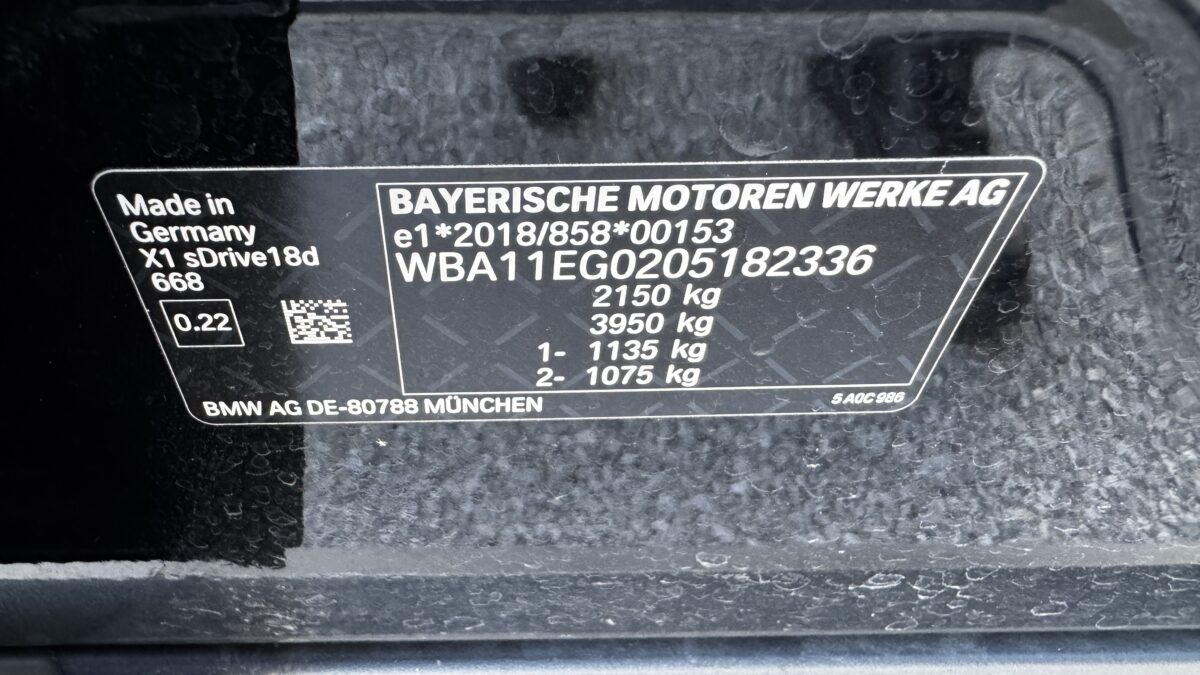 Made in
Germany
X1 sDrive18d
668
0.22
BAYERISCHE MOTOREN WERKE AG
e1*2018/858*00153
WBA11EG0205182336
2150 kg
3950 kg
1- 1135 kg
2- 1075 kg
BMW AG DE-80788 MÜNCHEN
5 A0C 986